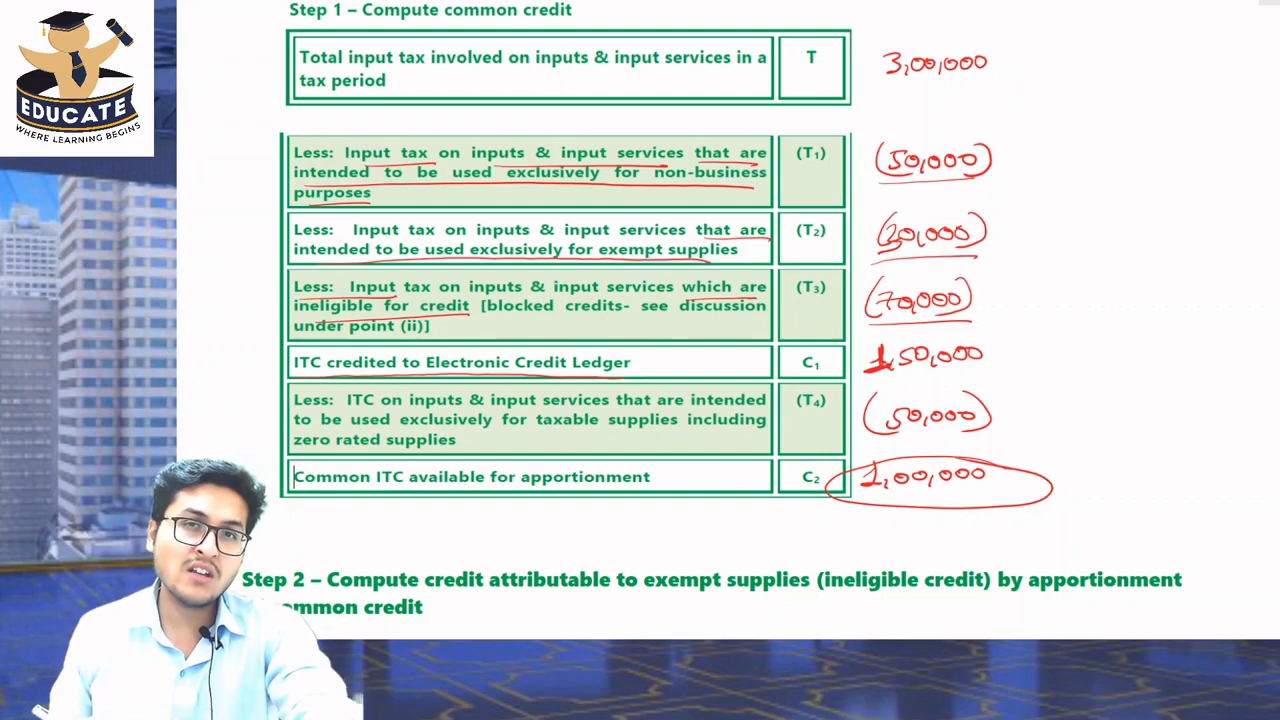 EDUCATE
WHERE LEARNING BEGINS
Step 1 – Compute common credit
Total input tax involved on inputs & input services in a
tax period
T
3,00,000
Less: Input tax on inputs & input services that are
intended to be used exclusively for non-business
purposes
(T₁)
(50,000)
Less: Input tax on inputs & input services that are
intended to be used exclusively for exempt supplies
(T₂)
(30,000)
Less: Input tax on inputs & input services which are
ineligible for credit [blocked credits- see discussion
under point (ii)]
(T₃)
(70,000)
ITC credited to Electronic Credit Ledger
C₁
1,50,000
Less: ITC on inputs & input services that are intended
to be used exclusively for taxable supplies including
zero rated supplies
(T₄)
(50,000)
Common ITC available for apportionment
C₂
1,00,000
Step 2 – Compute credit attributable to exempt supplies (ineligible credit) by apportionment
credit